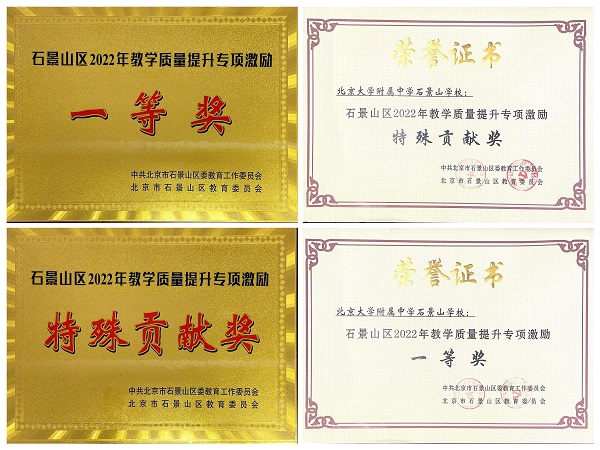 石景山区2022年教学质量提升专项激励
一等奖
中共北京市石景山区委教育工作委员会
北京市石景山区教育委员会
荣誉证书
北京大学附属中学石景山学校：
石景山区2022年教学质量提升专项激励
特殊贡献奖
中共北京市石景山区委教育工作委员会
北京市石景山区教育委员会
石景山区2022年教学质量提升专项激励
特殊贡献奖
中共北京市石景山区委教育工作委员会
北京市石景山区教育委员会
荣誉证书
北京大学附属中学石景山学校：
石景山区2022年教学质量提升专项激励
一等奖
中共北京市石景山区委教育工作委员会
北京市石景山区教育委员会